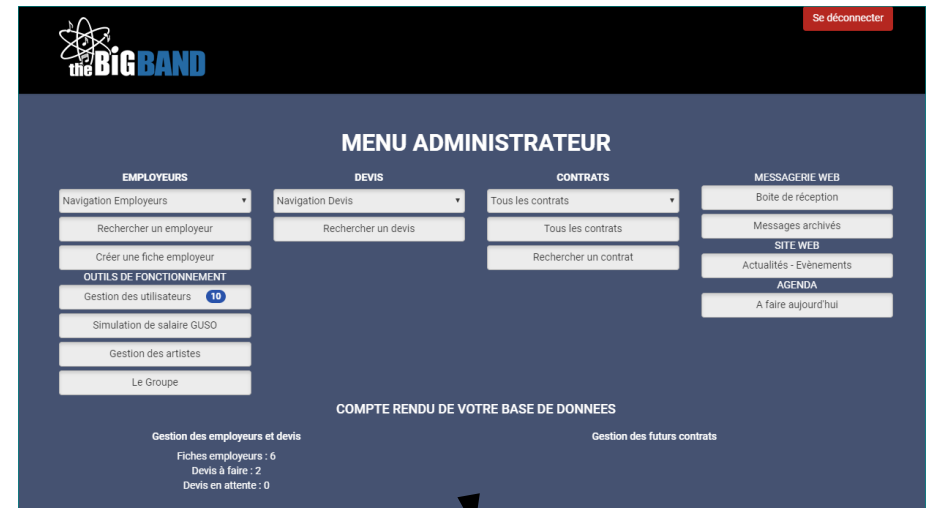 Se déconnecter
the BiG BAND
MENU ADMINISTRATEUR
EMPLOYEURS
Navigation Employeurs
Rechercher un employeur
Créer une fiche employeur
OUTILS DE FONCTIONNEMENT
Gestion des utilisateurs 10
Simulation de salaire GUSO
Gestion des artistes
Le Groupe
DEVIS
Navigation Devis
Rechercher un devis
CONTRATS
Tous les contrats
Tous les contrats
Rechercher un contrat
MESSAGERIE WEB
Boite de réception
Messages archivés
SITE WEB
Actualités - Evènements
AGENDA
A faire aujourd'hui
COMPTE RENDU DE VOTRE BASE DE DONNEES
Gestion des employeurs et devis
Fiches employeurs : 6
Devis à faire : 2
Devis en attente : 0
Gestion des futurs contrats